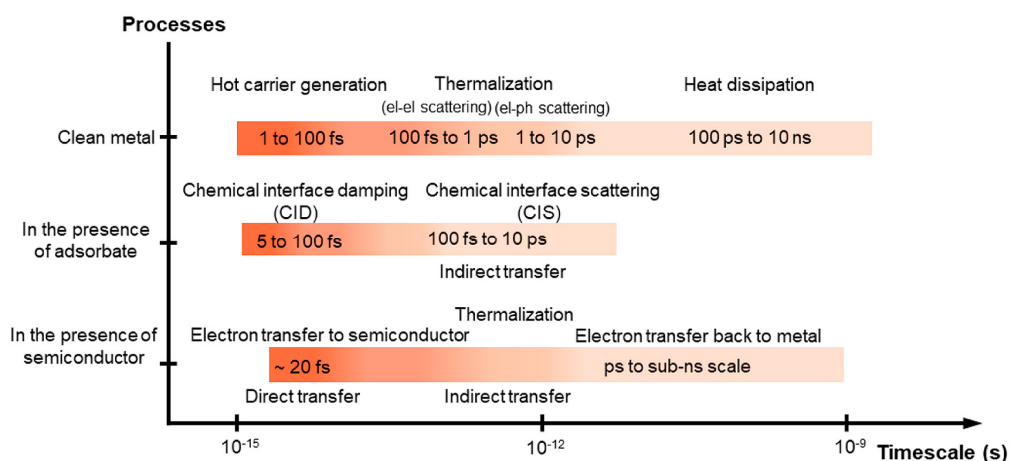 Processes
Hot carrier generation
Thermalization
Heat dissipation
(el-el scattering) (el-ph scattering)
Clean metal
1 to 100 fs
100 fs to 1 ps
1 to 10 ps
100 ps to 10 ns
Chemical interface damping
(CID)
Chemical interface scattering
(CIS)
In the presence
of adsorbate
5 to 100 fs
100 fs to 10 ps
Indirect transfer
Thermalization
In the presence of
semiconductor
Electron transfer to semiconductor
Electron transfer back to metal
~ 20 fs
ps to sub-ns scale
Direct transfer
Indirect transfer
10⁻¹⁵
10⁻¹²
10⁻⁹
Timescale (s)